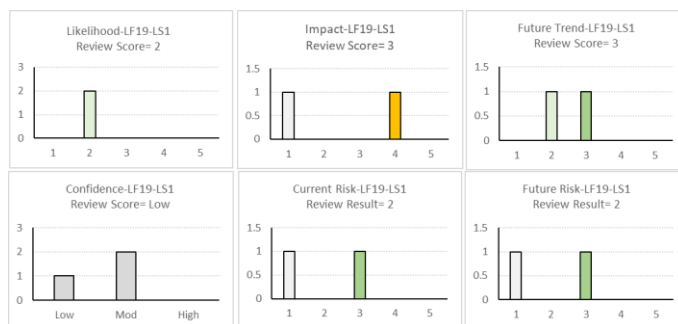 Likelihood-LF19-LS1
Review Score= 2
3
2
1
0
1 2 3 4 5
Impact-LF19-LS1
Review Score= 3
1.5
1
0.5
0
1 2 3 4 5
Future Trend-LF19-LS1
Review Score= 3
1.5
1
0.5
0
1 2 3 4 5
Confidence-LF19-LS1
Review Score= Low
3
2
1
0
Low Mod High
Current Risk-LF19-LS1
Review Result= 2
1.5
1
0.5
0
1 2 3 4 5
Future Risk-LF19-LS1
Review Result= 2
1.5
1
0.5
0
1 2 3 4 5